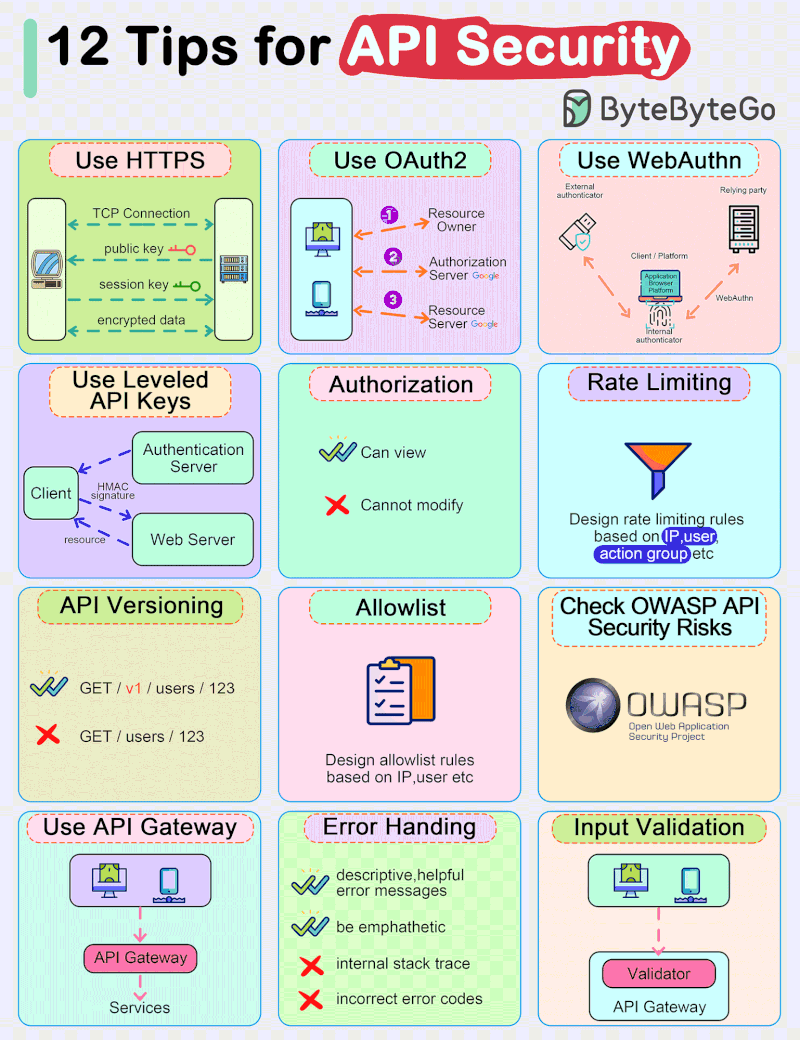 12 Tips for API Security
ByteByteGo
Use HTTPS
TCP Connection
public key
session key
encrypted data
Use OAuth2
1
Resource
Owner
2
Authorization
Server Google
3
Resource
Server Google
Use WebAuthn
External
authenticator
Relying party
Client / Platform
Application
Browser
Platform
WebAuthn
Internal
authenticator
Use Leveled
API Keys
Authentication
Server
Client
HMAC
signature
resource
Web Server
Authorization
Can view
Cannot modify
Rate Limiting
Design rate limiting rules
based on IP,user,
action group etc
API Versioning
GET / v1 / users / 123
GET / users / 123
Allowlist
Design allowlist rules
based on IP,user etc
Check OWASP API
Security Risks
OWASP
Open Web Application
Security Project
Use API Gateway
API Gateway
Services
Error Handing
descriptive,helpful
error messages
be emphathetic
internal stack trace
incorrect error codes
Input Validation
Validator
API Gateway